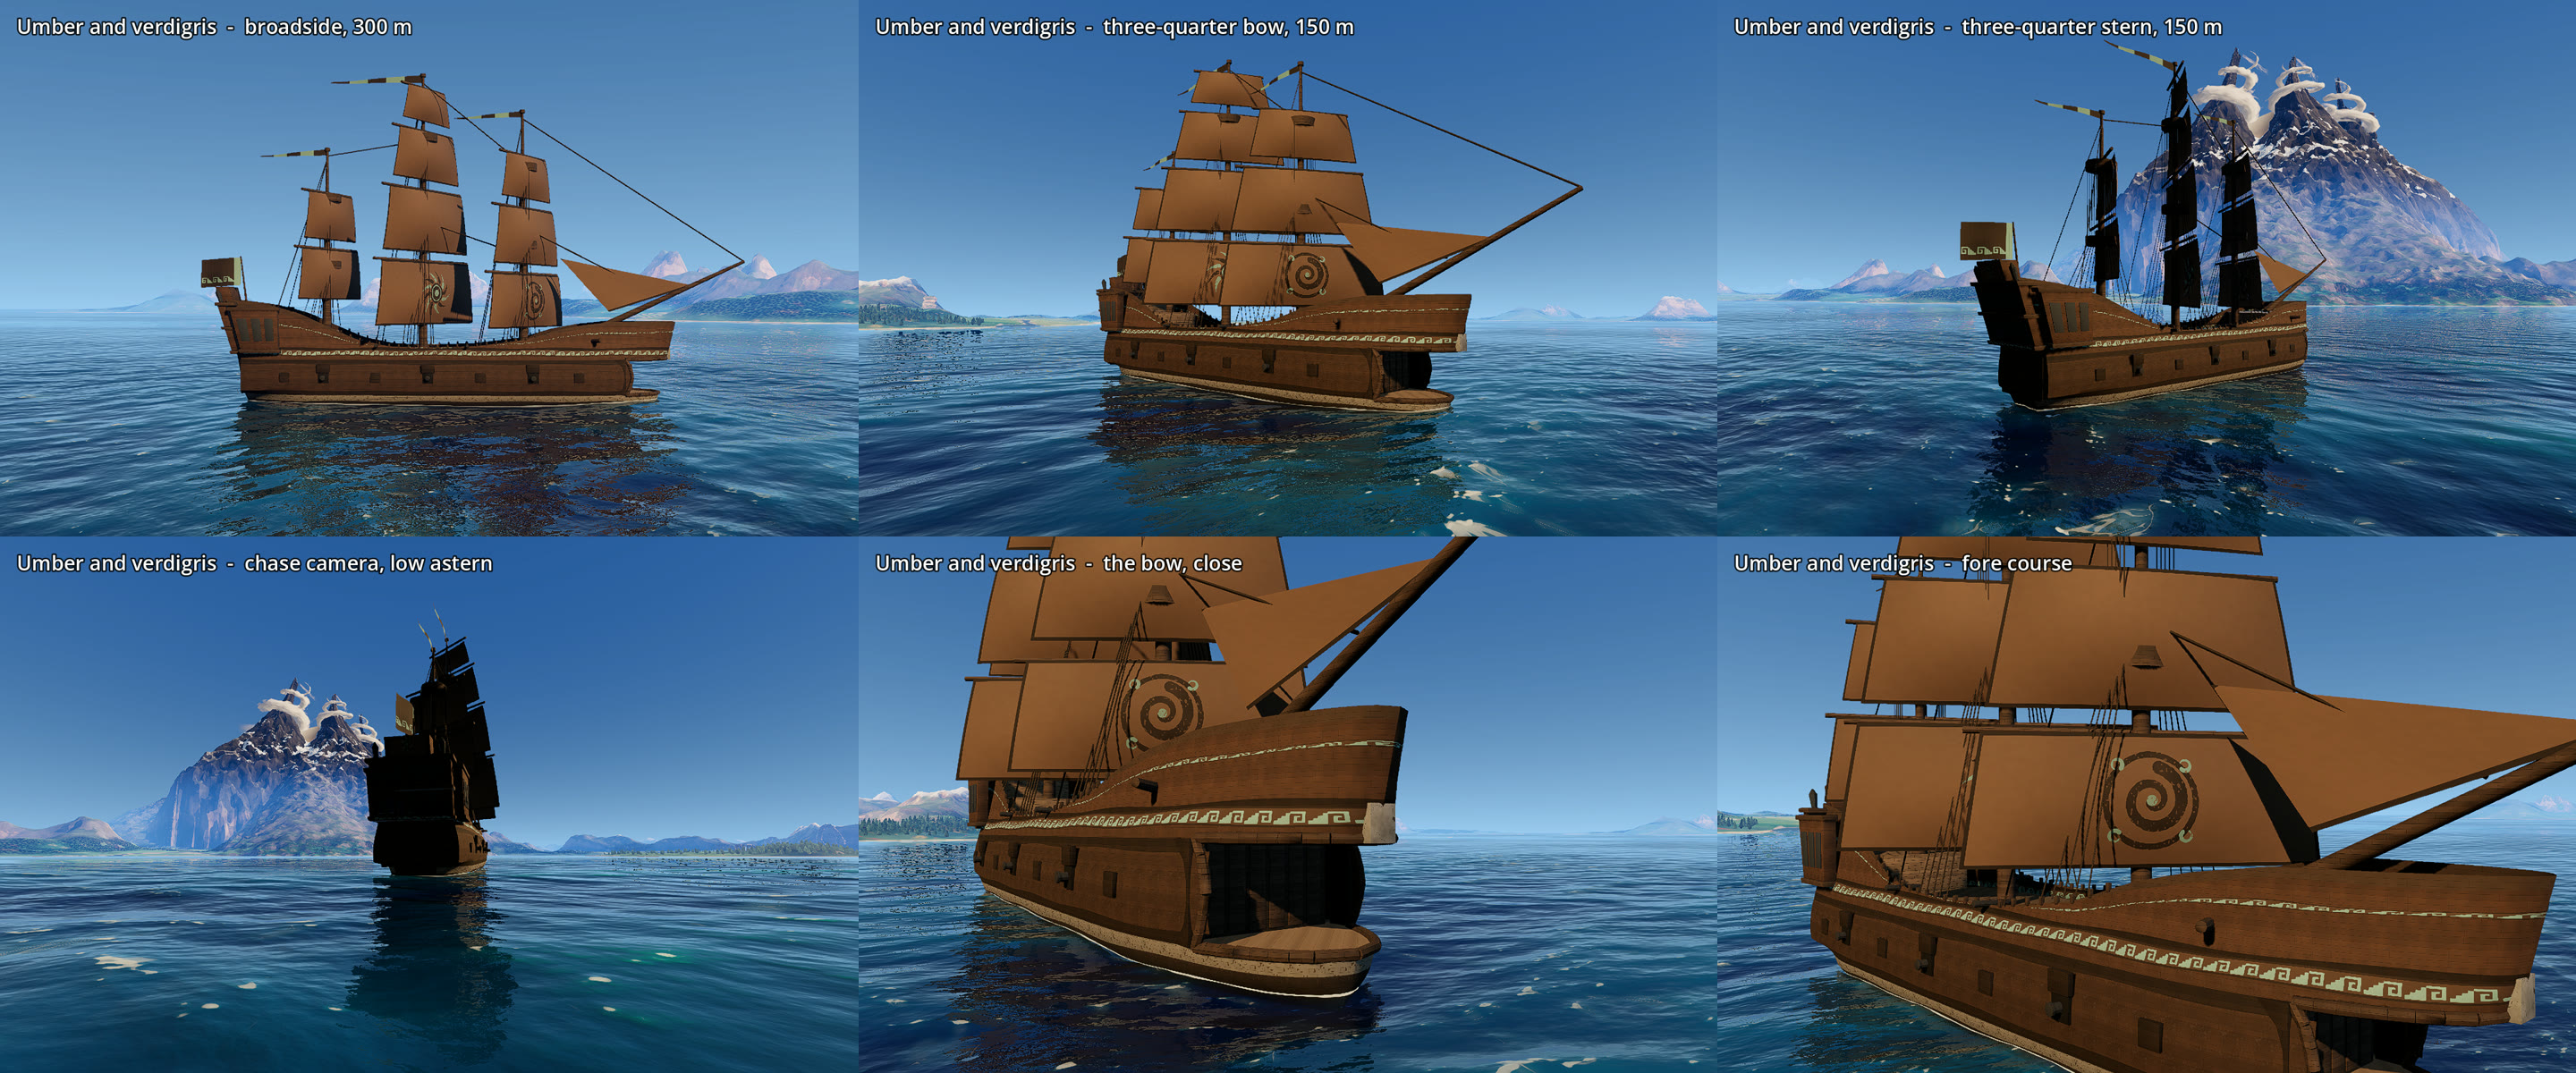 Umber and verdigris - broadside, 300 m
Umber and verdigris - three-quarter bow, 150 m
Umber and verdigris - three-quarter stern, 150 m
Umber and verdigris - chase camera, low astern
Umber and verdigris - the bow, close
Umber and verdigris - fore course